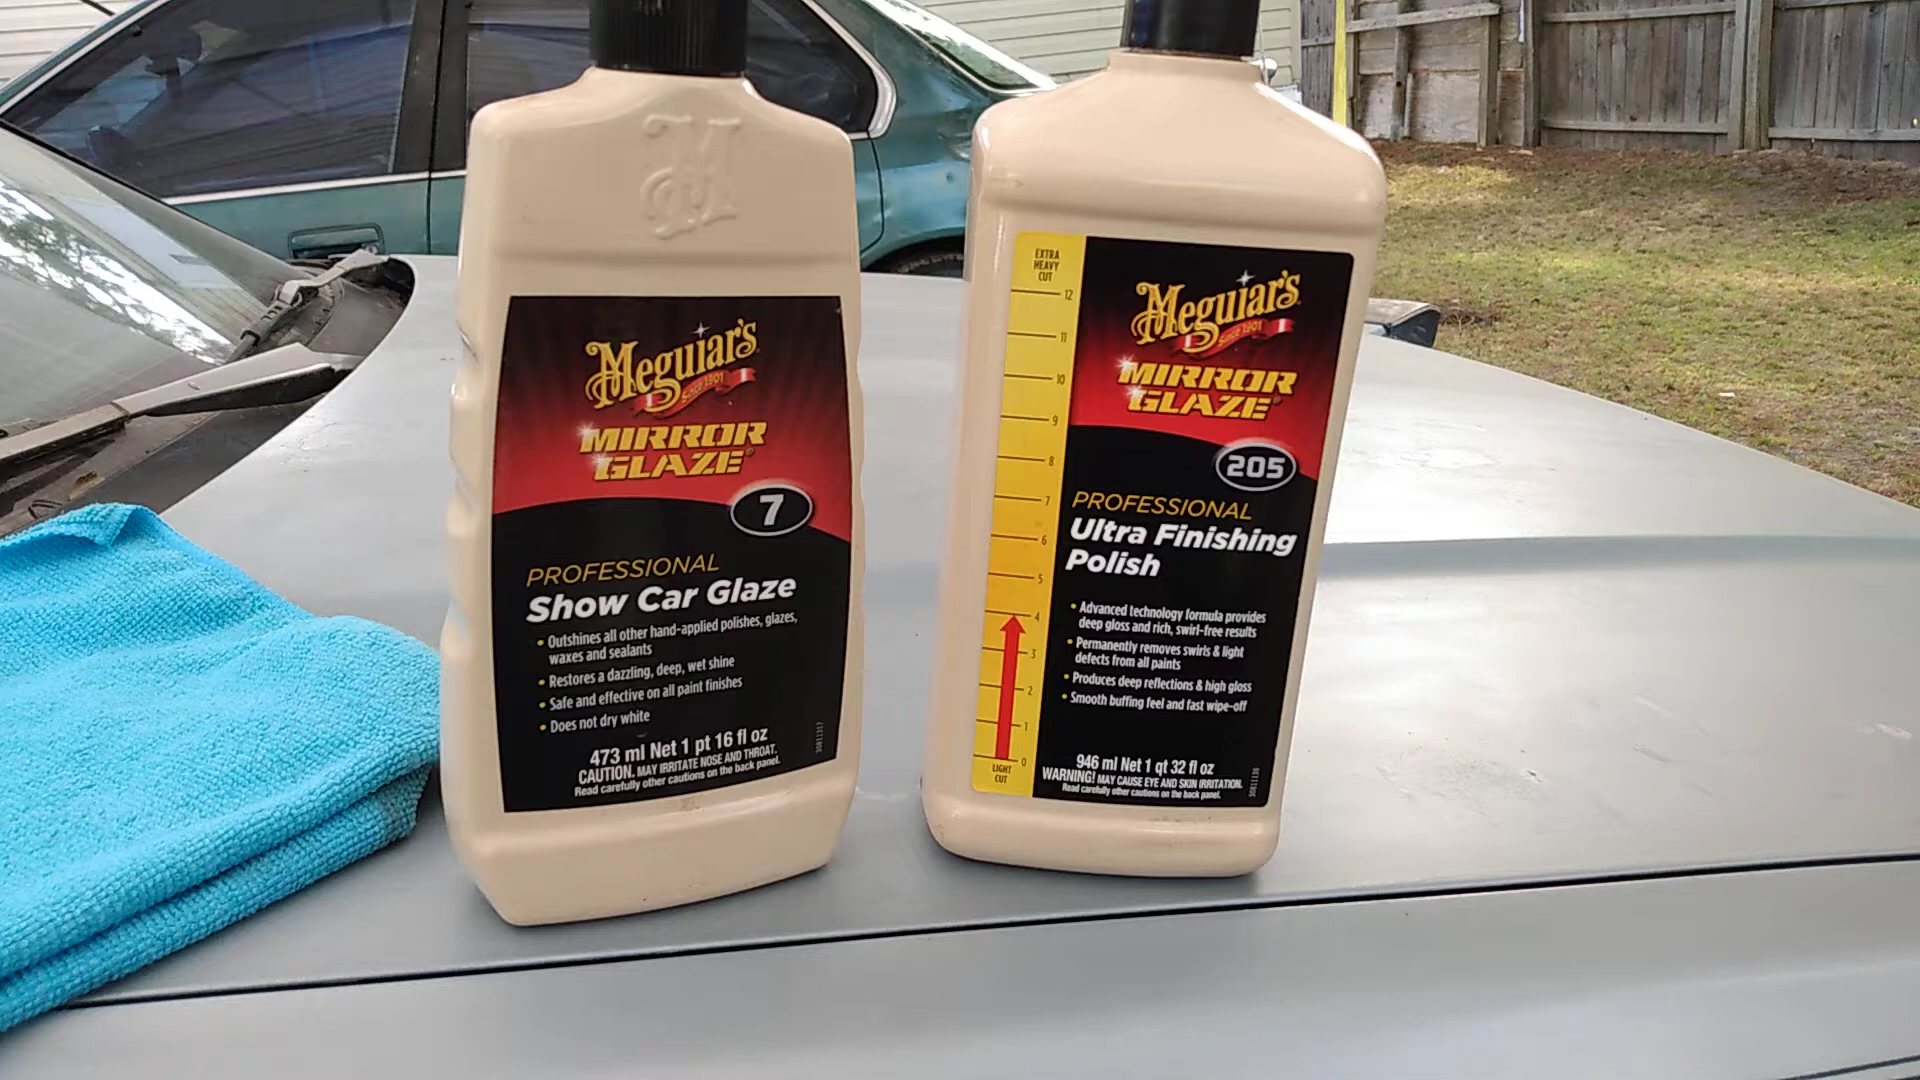 M
Meguiar's
Since 1901
MIRROR
GLAZE®
7
PROFESSIONAL
Show Car Glaze
• Outshines all other hand-applied polishes, glazes,
waxes and sealants
• Restores a dazzling, deep, wet shine
• Safe and effective on all paint finishes
• Does not dry white
473 ml Net 1 pt 16 fl oz
CAUTION. MAY IRRITATE NOSE AND THROAT.
Read carefully other cautions on the back panel.
EXTRA
HEAVY
CUT
12
11
10
9
8
7
6
5
4
3
2
1
0
LIGHT
CUT
Meguiar's
Since 1901
MIRROR
GLAZE®
205
PROFESSIONAL
Ultra Finishing
Polish
• Advanced technology formula provides
deep gloss and rich, swirl-free results
• Permanently removes swirls & light
defects from all paints
• Produces deep reflections & high gloss
• Smooth buffing feel and fast wipe-off
946 ml Net 1 qt 32 fl oz
WARNING! MAY CAUSE EYE AND SKIN IRRITATION.
Read carefully other cautions on the back panel.